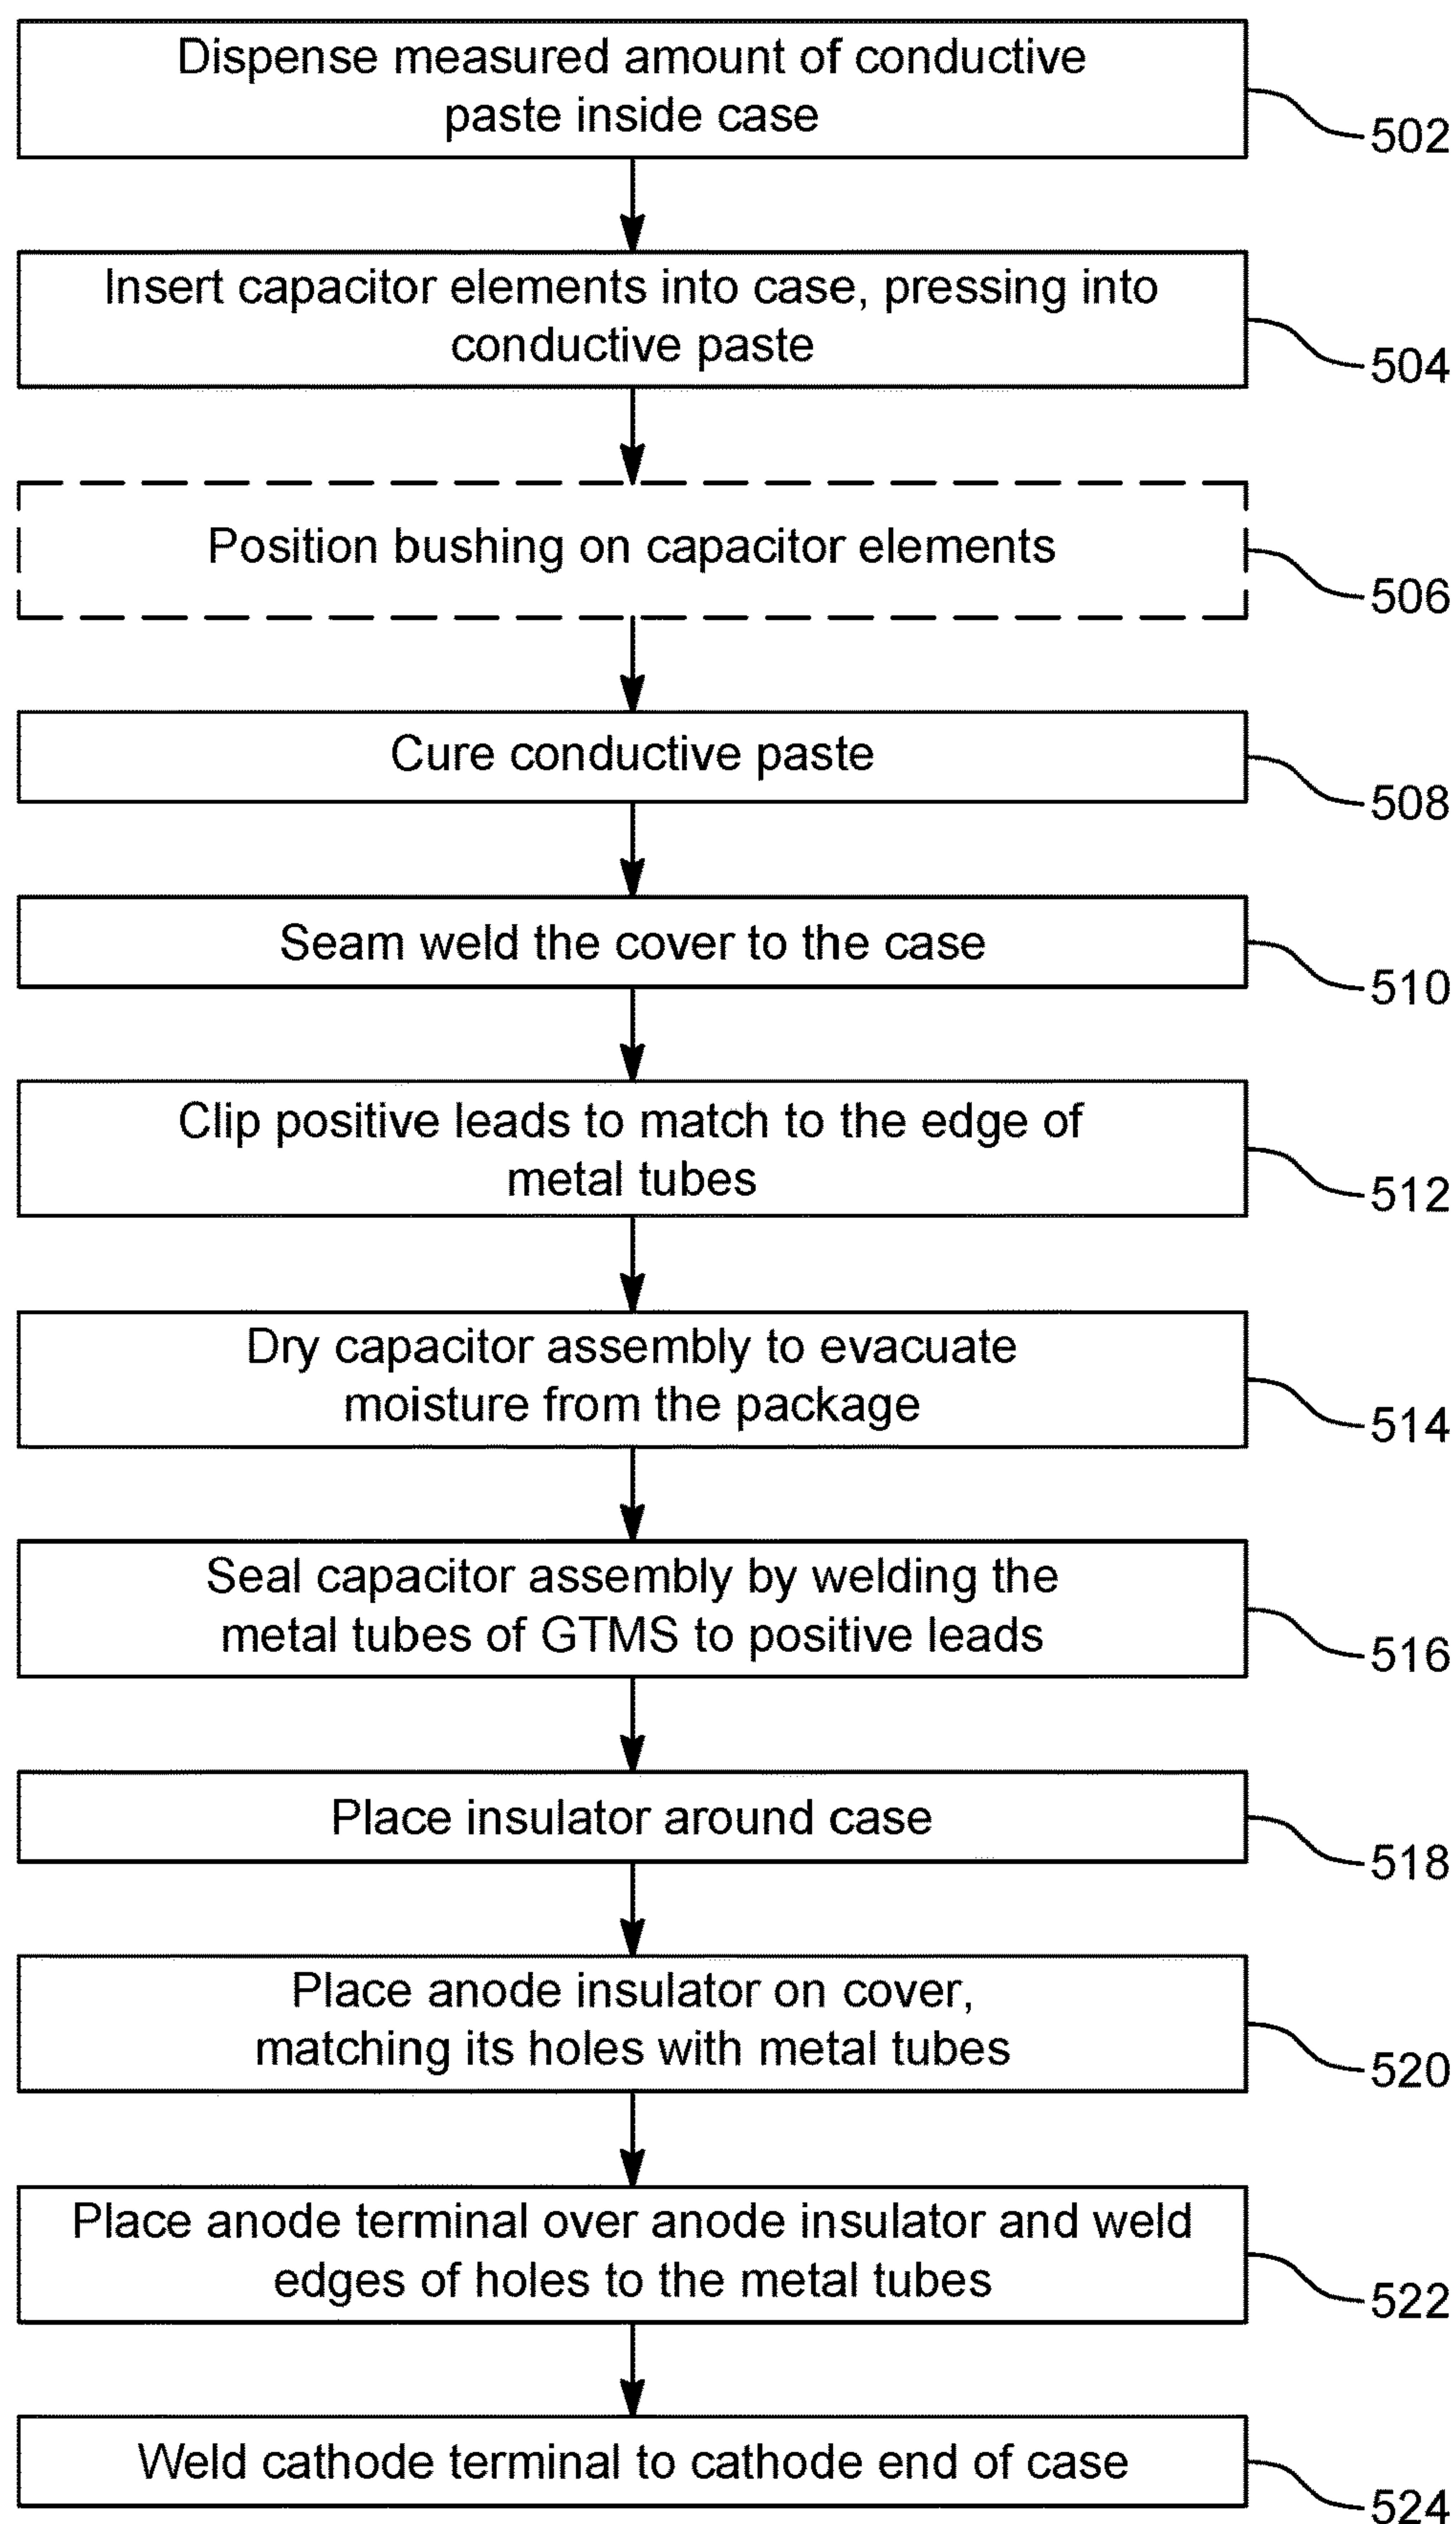 Dispense measured amount of conductive
paste inside case
502
Insert capacitor elements into case, pressing into
conductive paste
504
Position bushing on capacitor elements
506
Cure conductive paste
508
Seam weld the cover to the case
510
Clip positive leads to match to the edge of
metal tubes
512
Dry capacitor assembly to evacuate
moisture from the package
514
Seal capacitor assembly by welding the
metal tubes of GTMS to positive leads
516
Place insulator around case
518
Place anode insulator on cover,
matching its holes with metal tubes
520
Place anode terminal over anode insulator and weld
edges of holes to the metal tubes
522
Weld cathode terminal to cathode end of case
524